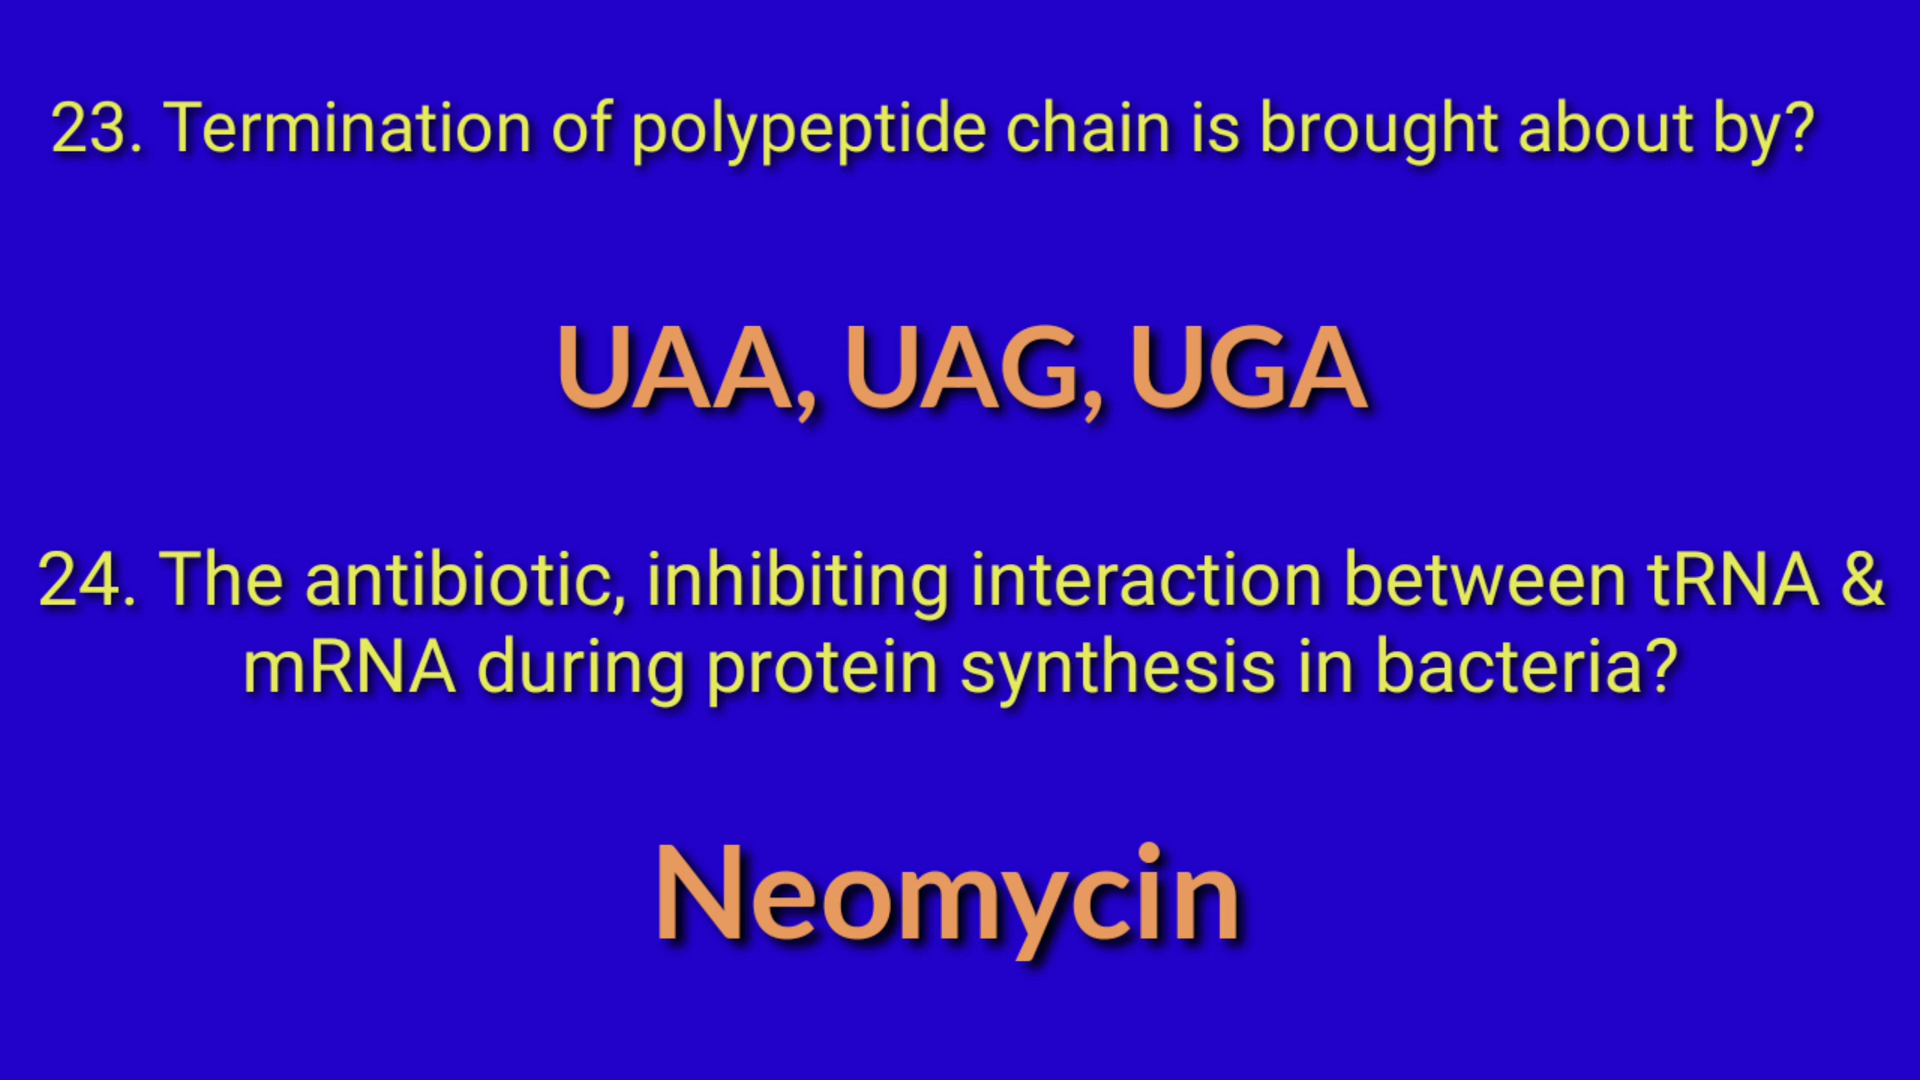 23. Termination of polypeptide chain is brought about by?
UAA, UAG, UGA
24. The antibiotic, inhibiting interaction between tRNA &
mRNA during protein synthesis in bacteria?
Neomycin